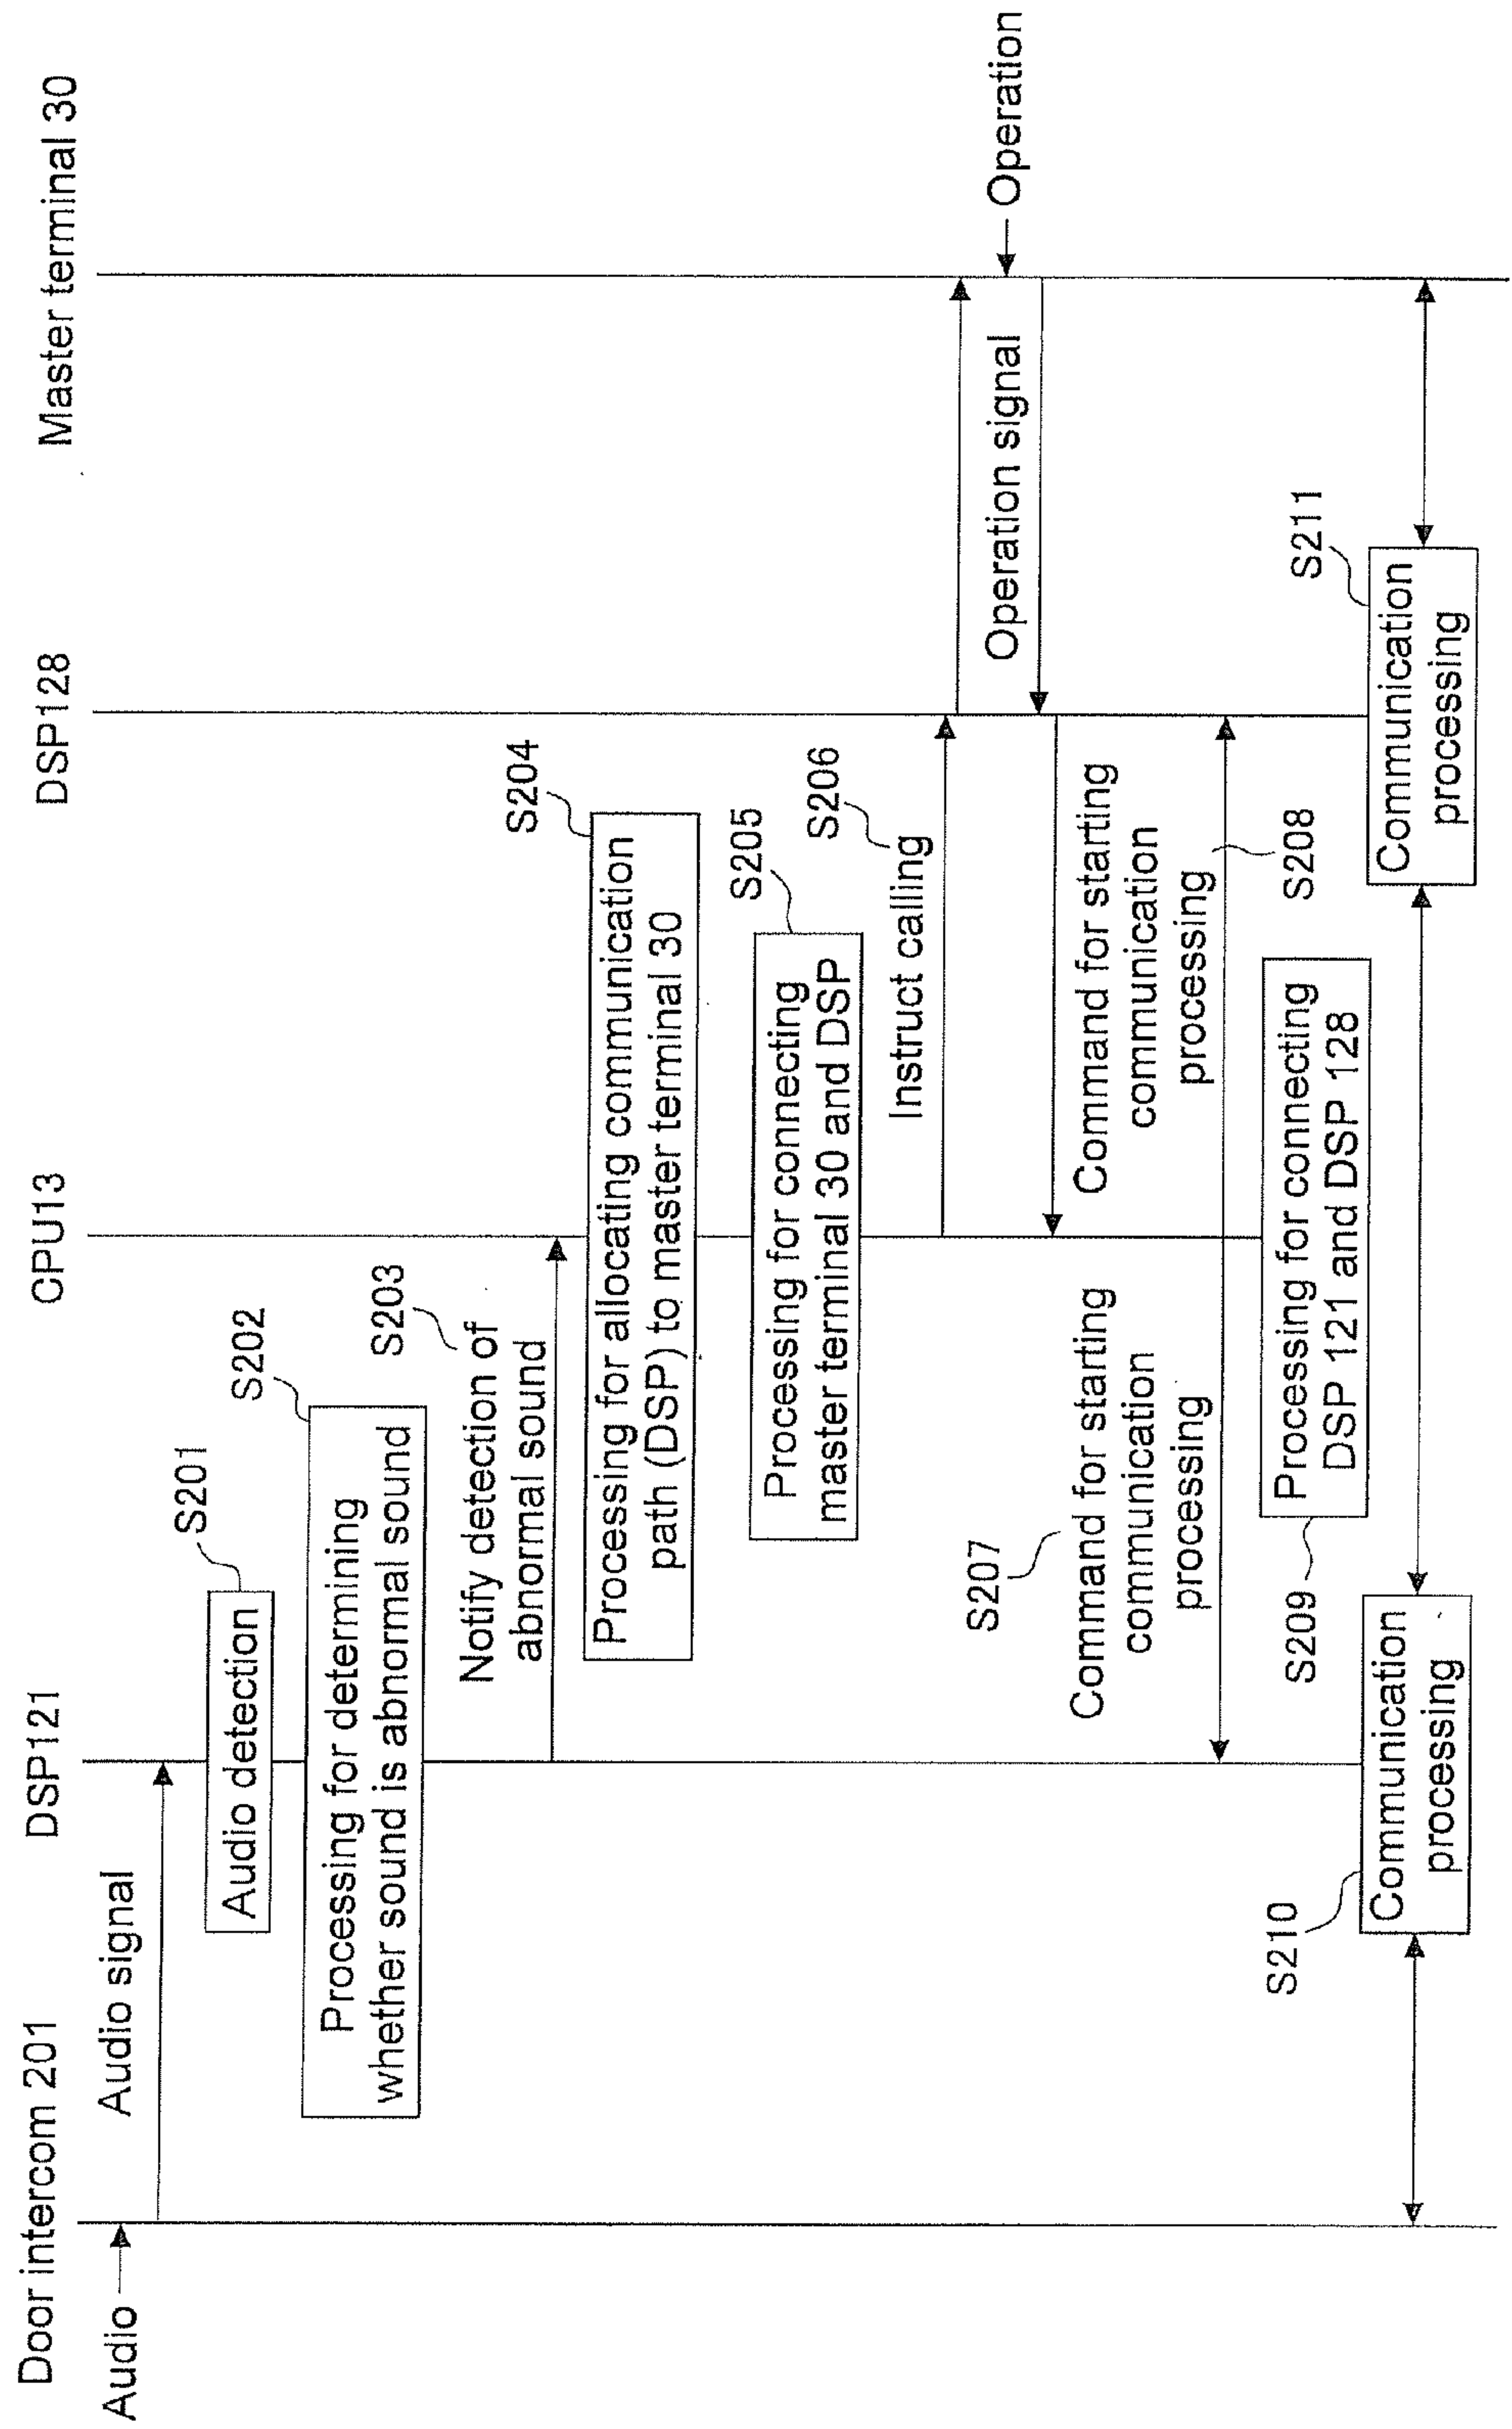 Door intercom 201
DSP121
CPU13
DSP128
Master terminal 30
Audio
Audio signal
S201
Audio detection
S202
Processing for determining
whether sound is abnormal sound
S203
Notify detection of
abnormal sound
S204
Processing for allocating communication
path (DSP) to master terminal 30
S205
Processing for connecting
master terminal 30 and DSP
S206
Instruct calling
Operation
Operation signal
S207
Command for starting
communication
processing
Command for starting
communication
processing
S208
S209
Processing for connecting
DSP 121 and DSP 128
S210
Communication
processing
S211
Communication
processing